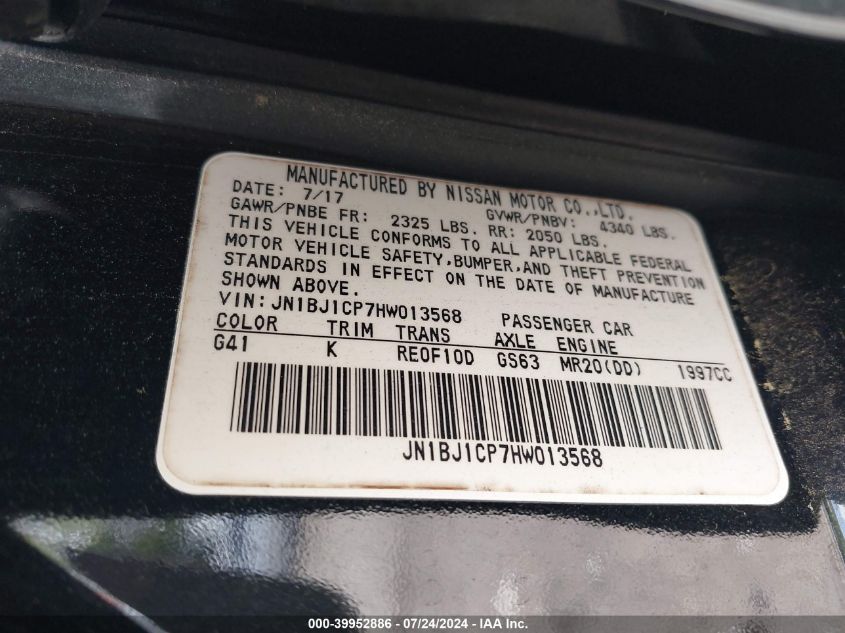 MANUFACTURED BY NISSAN MOTOR CO.,LTD.
DATE: 7/17 GVWR/PNBV: 4340 LBS.
GAWR/PNBE FR: 2325 LBS. RR: 2050 LBS.
THIS VEHICLE CONFORMS TO ALL APPLICABLE FEDERAL
MOTOR VEHICLE SAFETY,BUMPER,AND THEFT PREVENTION
STANDARDS IN EFFECT ON THE DATE OF MANUFACTURE
SHOWN ABOVE.
VIN:JN1BJ1CP7HW013568 PASSENGER CAR
COLOR TRIM TRANS AXLE ENGINE
G41 K RE0F10D GS63 MR20(DD) 1997CC
JN1BJ1CP7HW013568
000-39952886 - 07/24/2024 - IAA Inc.